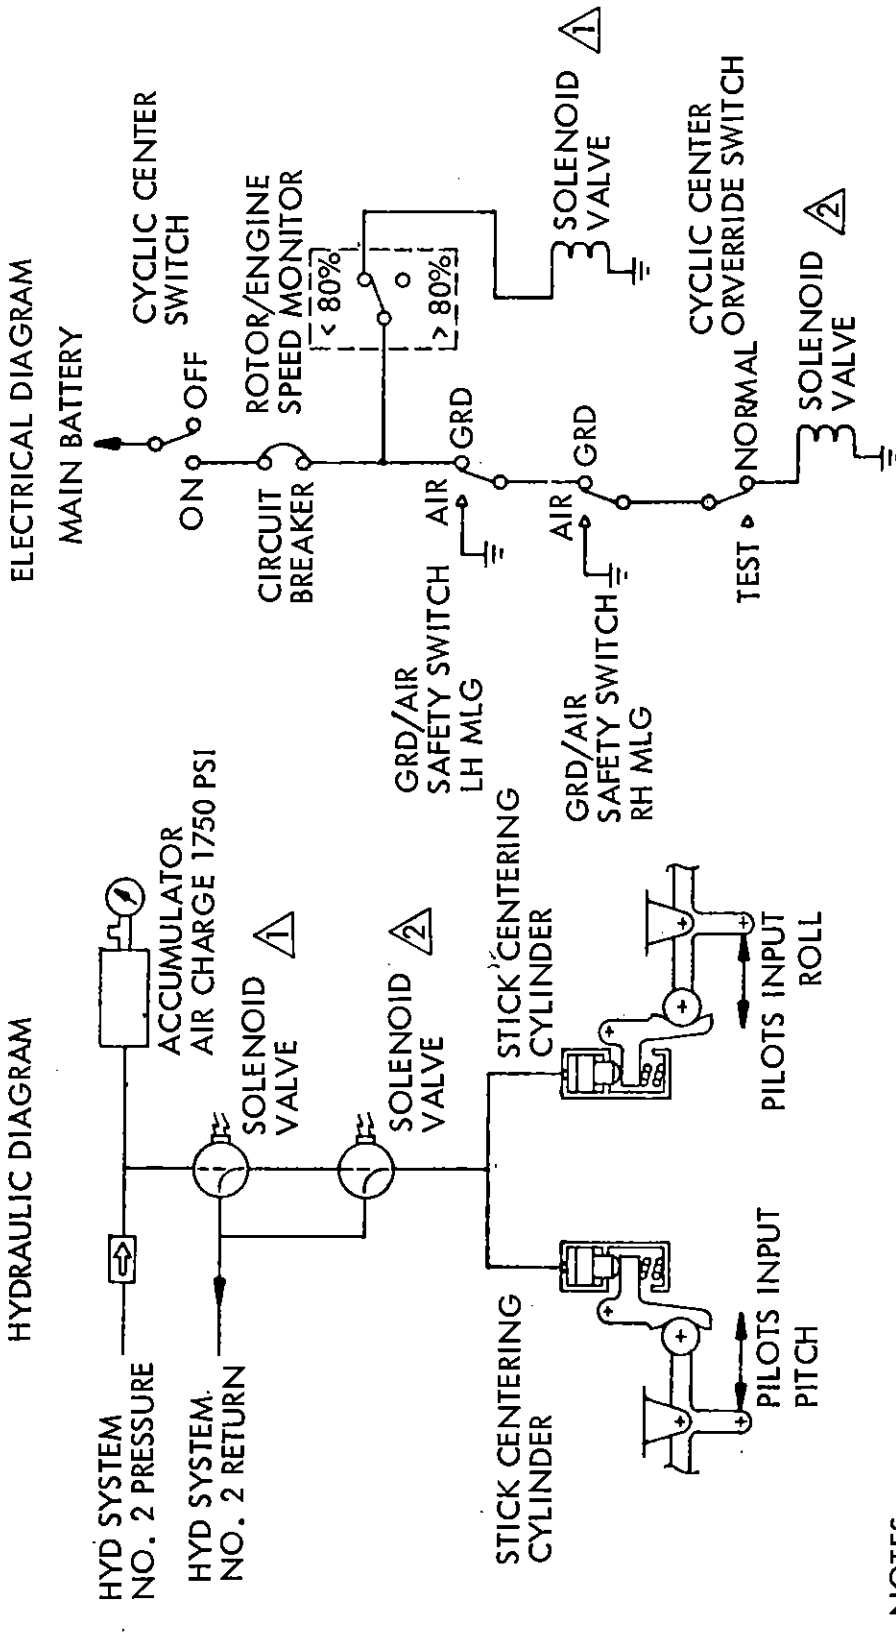 HYDRAULIC DIAGRAM
HYD SYSTEM
NO. 2 PRESSURE
HYD SYSTEM.
NO. 2 RETURN
ACCUMULATOR
AIR CHARGE 1750 PSI
SOLENOID
VALVE
1
SOLENOID
VALVE
2
STICK CENTERING
CYLINDER
STICK CENTERING
CYLINDER
PILOTS INPUT
PITCH
PILOTS INPUT
ROLL
ELECTRICAL DIAGRAM
MAIN BATTERY
CYCLIC CENTER
SWITCH
ON
OFF
CIRCUIT
BREAKER
ROTOR/ENGINE
SPEED MONITOR
< 80%
> 80%
SOLENOID
VALVE
1
GRD/AIR
SAFETY SWITCH
LH MLG
AIR
GRD
GRD/AIR
SAFETY SWITCH
RH MLG
AIR
GRD
TEST
NORMAL
CYCLIC CENTER
ORVERRIDE SWITCH
SOLENOID
VALVE
2